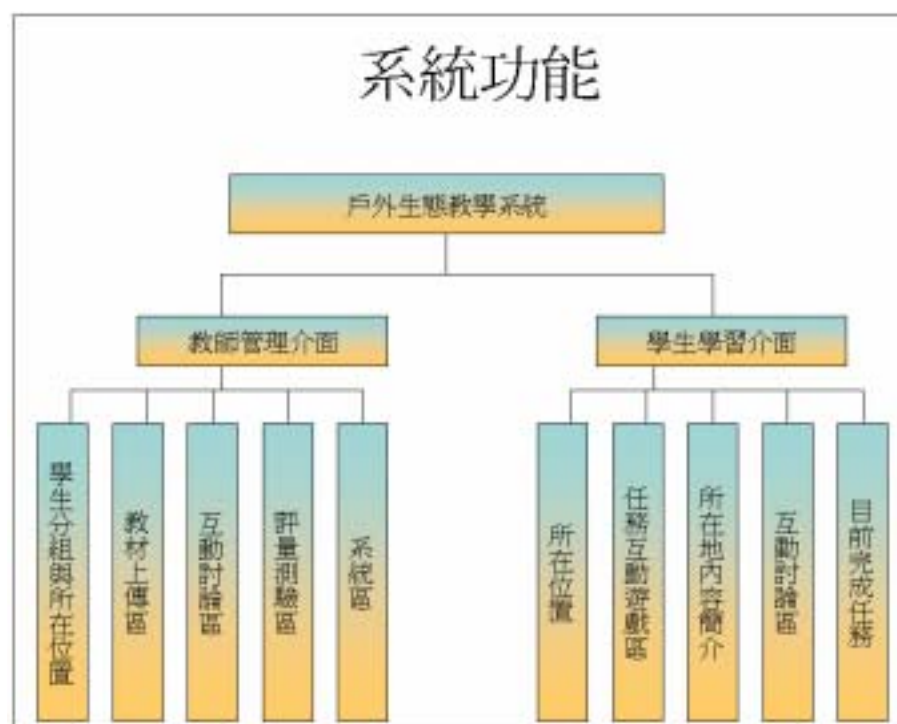 系統功能
戶外生態教學系統
教師管理介面
學生學習介面
學生分組與所在位置
教材上傳區
互動討論區
評量測驗區
系統區
所在位置
任務互動遊戲區
所在地內容簡介
互動討論區
目前完成任務